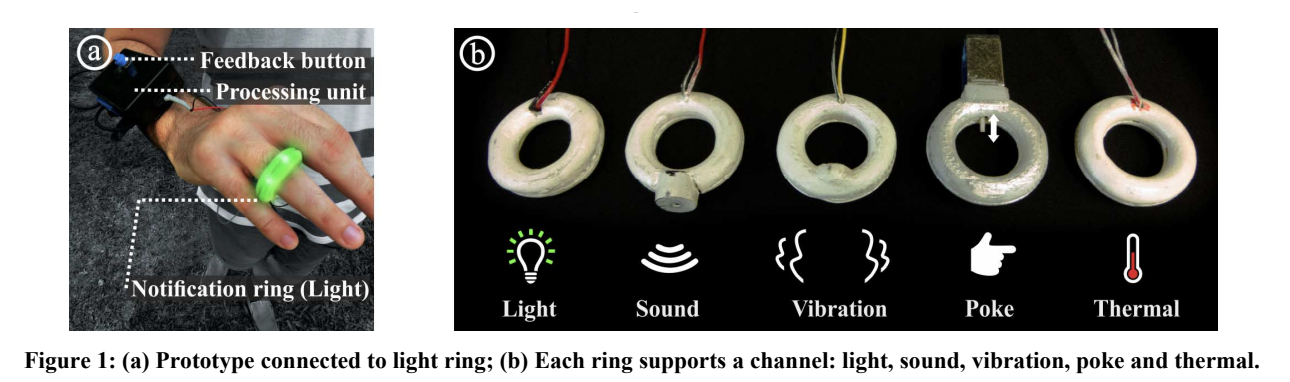 a
Feedback button
Processing unit
Notification ring (Light)
b
Light
Sound
Vibration
Poke
Thermal
Figure 1: (a) Prototype connected to light ring; (b) Each ring supports a channel: light, sound, vibration, poke and thermal.